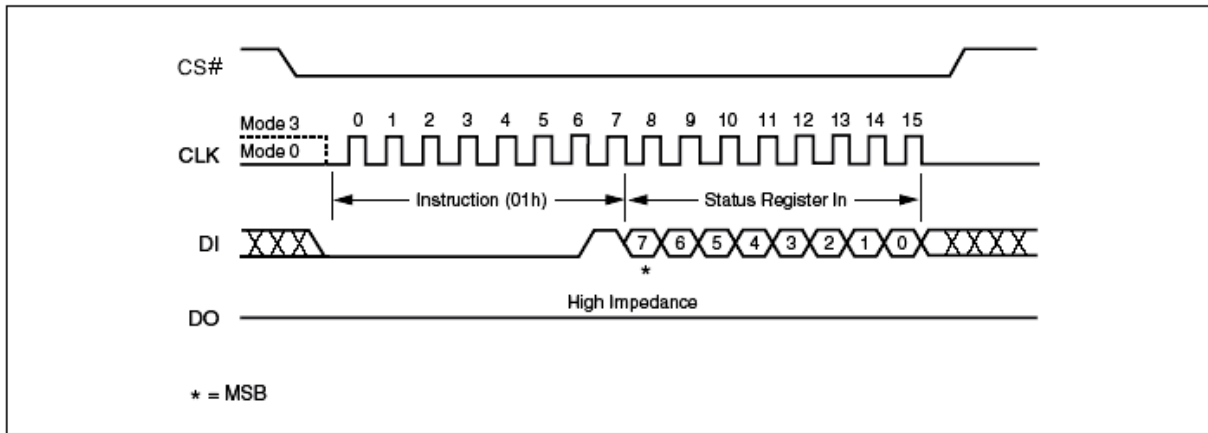 CS#
Mode 3
0 1 2 3 4 5 6 7 8 9 10 11 12 13 14 15
CLK
Mode 0
Instruction (01h)
Status Register In
DI
7 6 5 4 3 2 1 0
*
High Impedance
DO
* = MSB